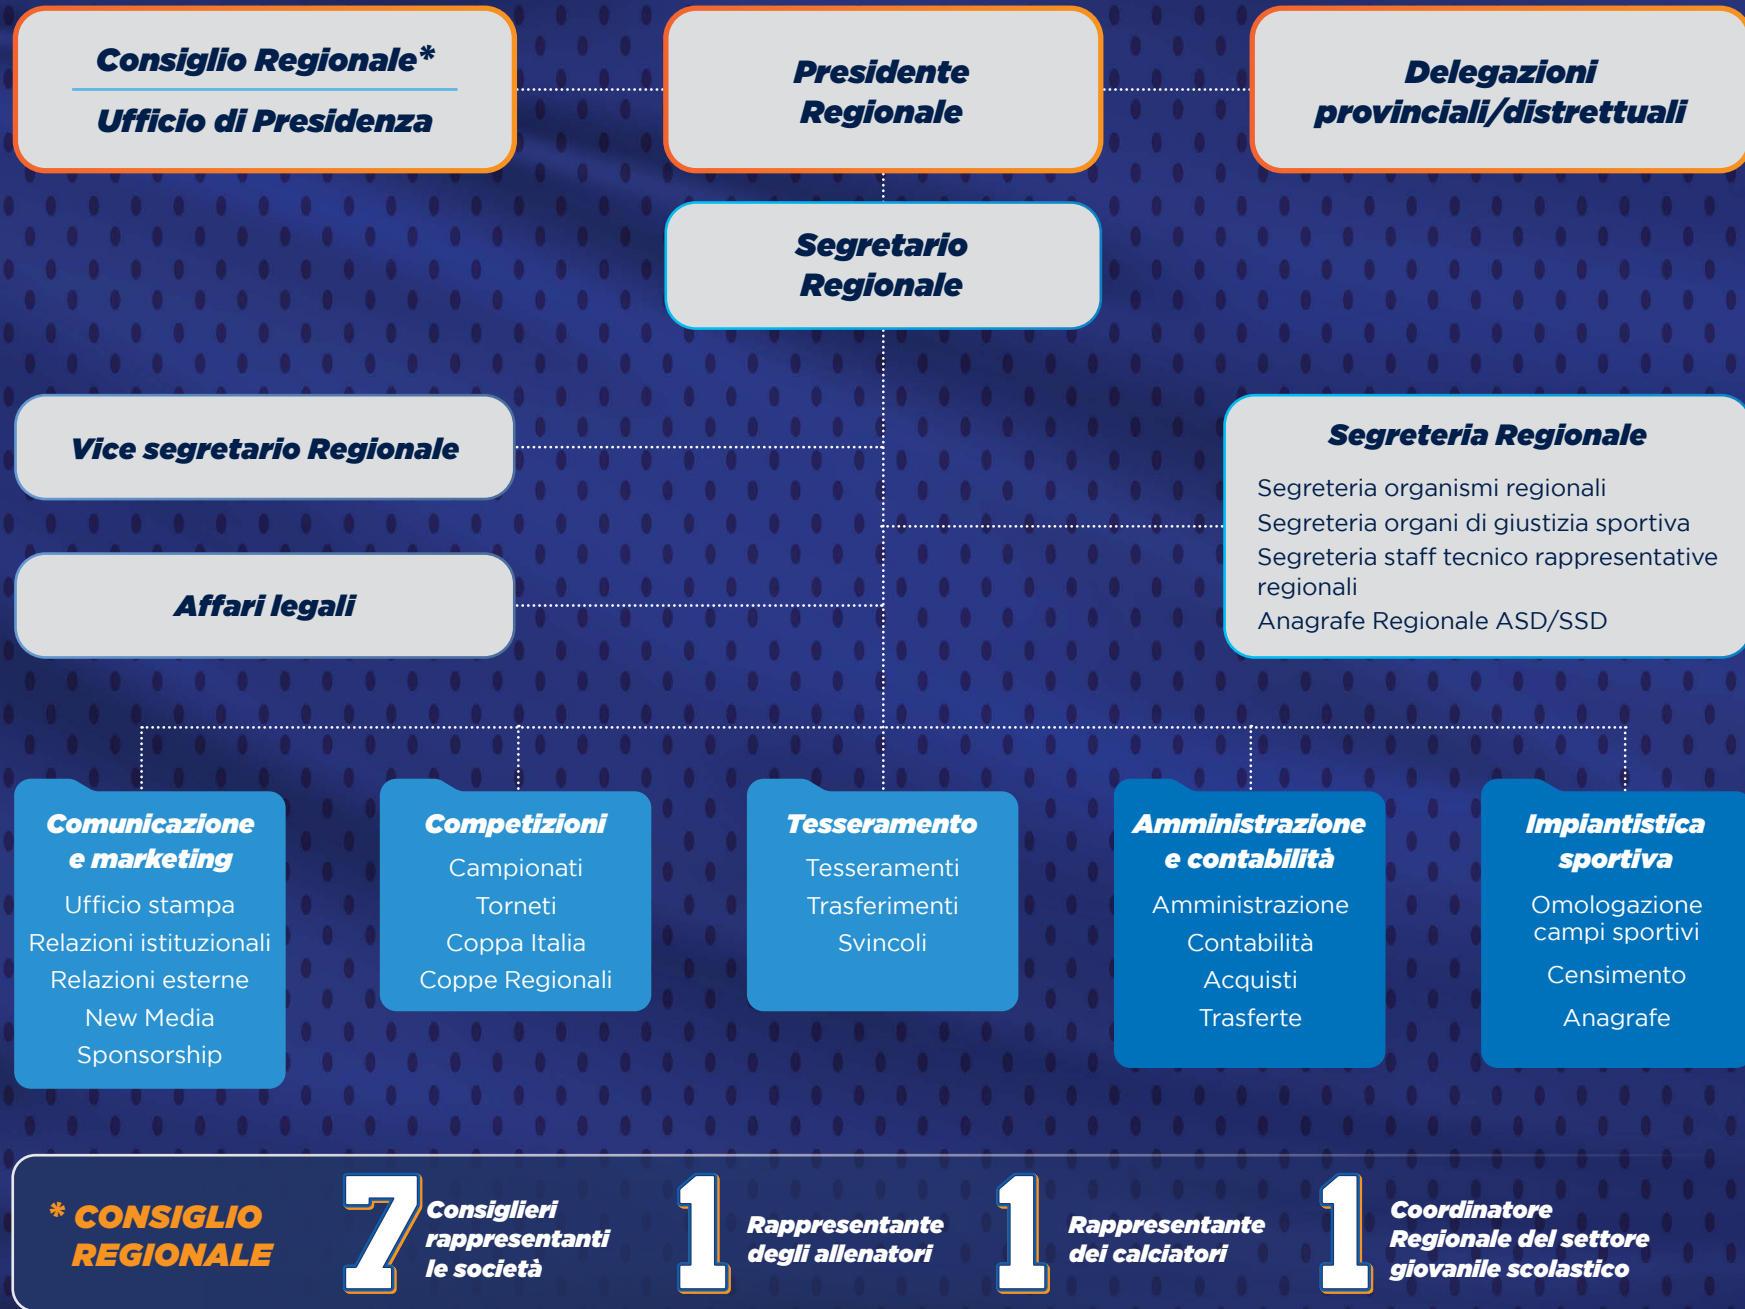 Consiglio Regionale*
Ufficio di Presidenza
Presidente
Regionale
Delegazioni
provinciali/distrettuali
Segretario
Regionale
Vice segretario Regionale
Affari legali
Segreteria Regionale
Segreteria organismi regionali
Segreteria organi di giustizia sportiva
Segreteria staff tecnico rappresentative
regionali
Anagrafe Regionale ASD/SSD
Comunicazione
e marketing
Ufficio stampa
Relazioni istituzionali
Relazioni esterne
New Media
Sponsorship
Competizioni
Campionati
Torneti
Coppa Italia
Coppe Regionali
Tesseramento
Tesseramenti
Trasferimenti
Svincoli
Amministrazione
e contabilità
Amministrazione
Contabilità
Acquisti
Trasferte
Impiantistica
sportiva
Omologazione
campi sportivi
Censimento
Anagrafe
* CONSIGLIO
REGIONALE
7
Consiglieri
rappresentanti
le società
1
Rappresentante
degli allenatori
1
Rappresentante
dei calciatori
1
Coordinatore
Regionale del settore
giovanile scolastico